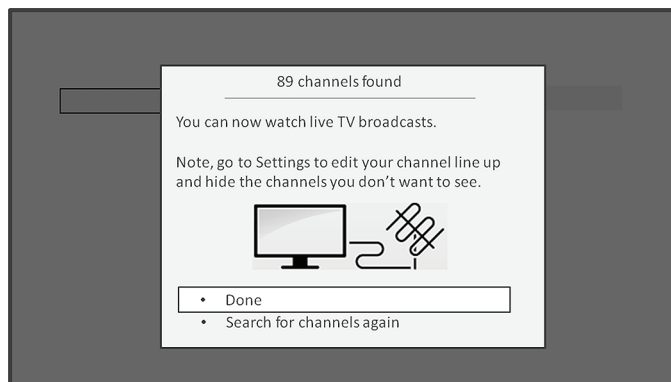 89 channels found
You can now watch live TV broadcasts.
Note, go to Settings to edit your channel line up
and hide the channels you don't want to see.
• Done
• Search for channels again